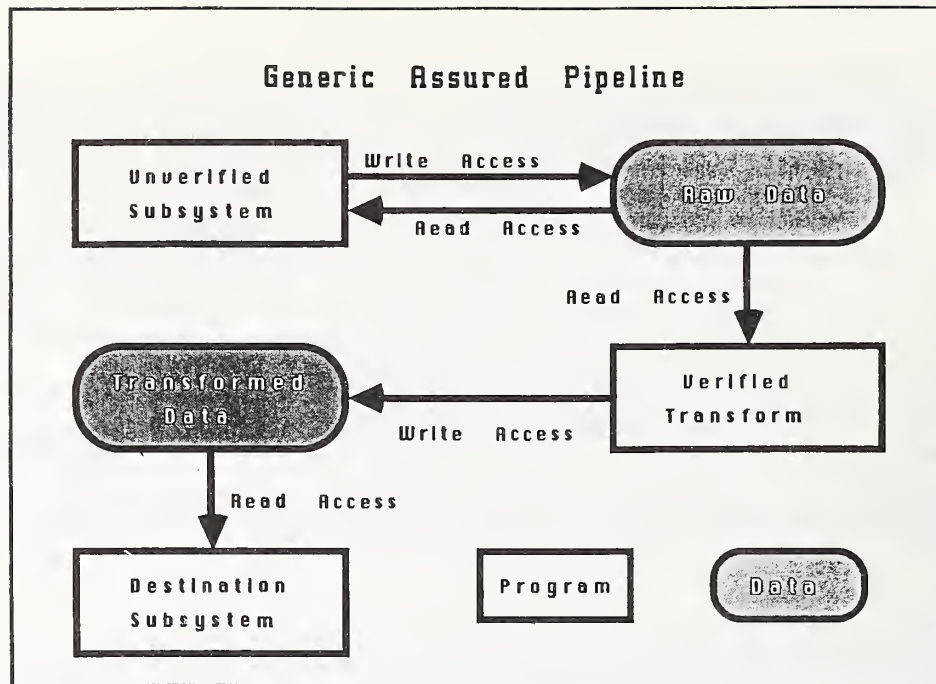 Generic Assured Pipeline
Unverified
Subsystem
Write Access
Read Access
Raw Data
Read Access
Transformed
Data
Write Access
Verified
Transform
Read Access
Destination
Subsystem
Program
Data